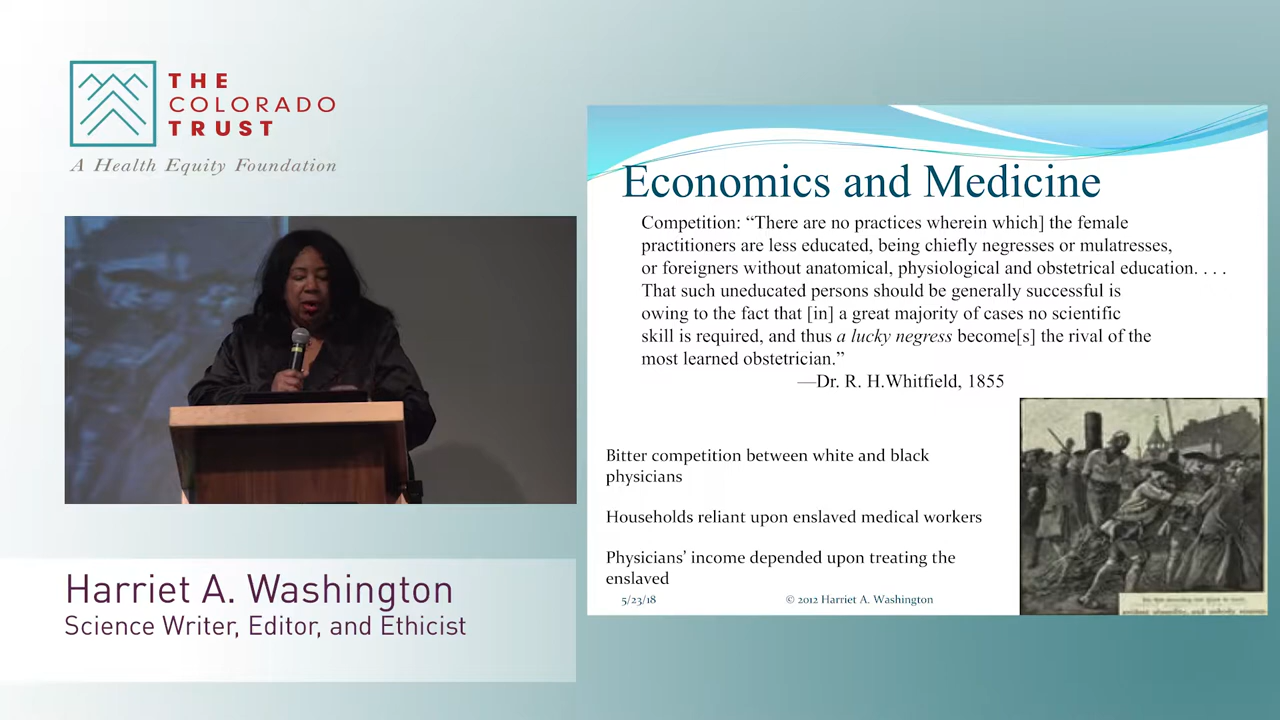 THE
COLORADO
TRUST
A Health Equity Foundation
Harriet A. Washington
Science Writer, Editor, and Ethicist
Economics and Medicine
Competition: “There are no practices wherein which] the female
practitioners are less educated, being chiefly negresses or mulatresses,
or foreigners without anatomical, physiological and obstetrical education. . . .
That such uneducated persons should be generally successful is
owing to the fact that [in] a great majority of cases no scientific
skill is required, and thus a lucky negress become[s] the rival of the
most learned obstetrician.”
—Dr. R. H.Whitfield, 1855
Bitter competition between white and black
physicians
Households reliant upon enslaved medical workers
Physicians’ income depended upon treating the
enslaved
5/23/18
© 2012 Harriet A. Washington